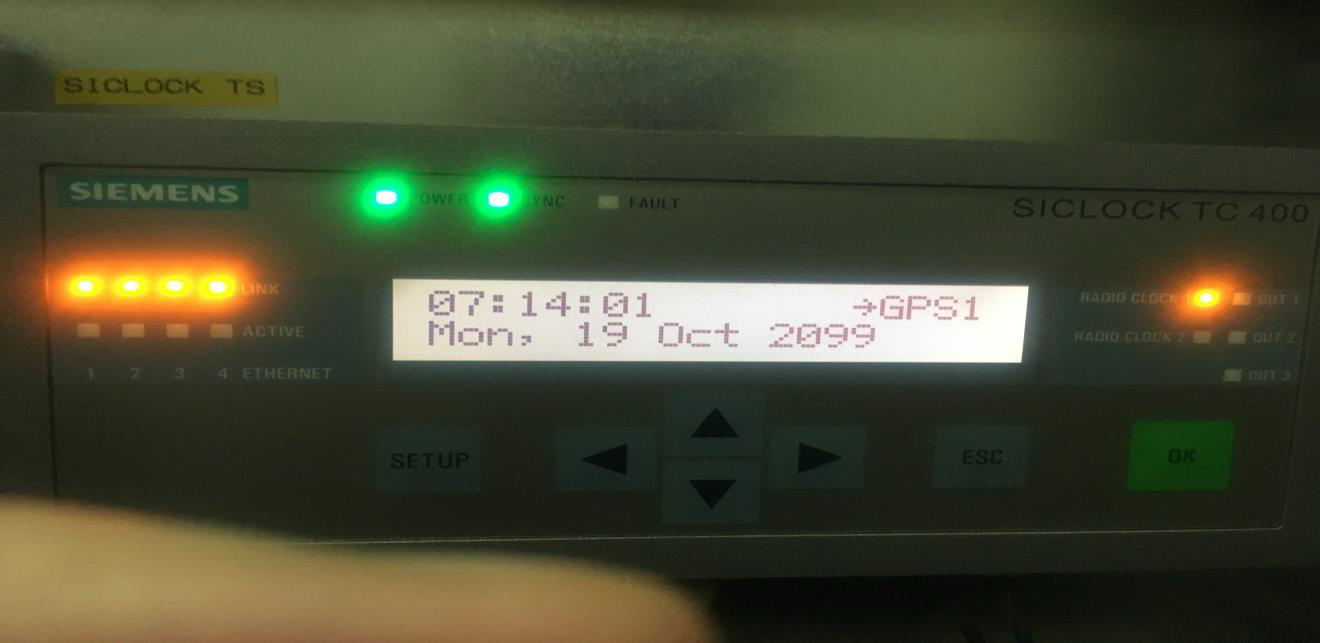 SICLOCK TS
SIEMENS
POWER SYNC FAULT
SICLOCK TC 400
LINK
ACTIVE
1 2 3 4 ETHERNET
07:14:01 →GPS1
Mon, 19 Oct 2099
RADIO CLOCK 1 OUT 1
RADIO CLOCK 2 OUT 2
OUT 3
SETUP
ESC
OK